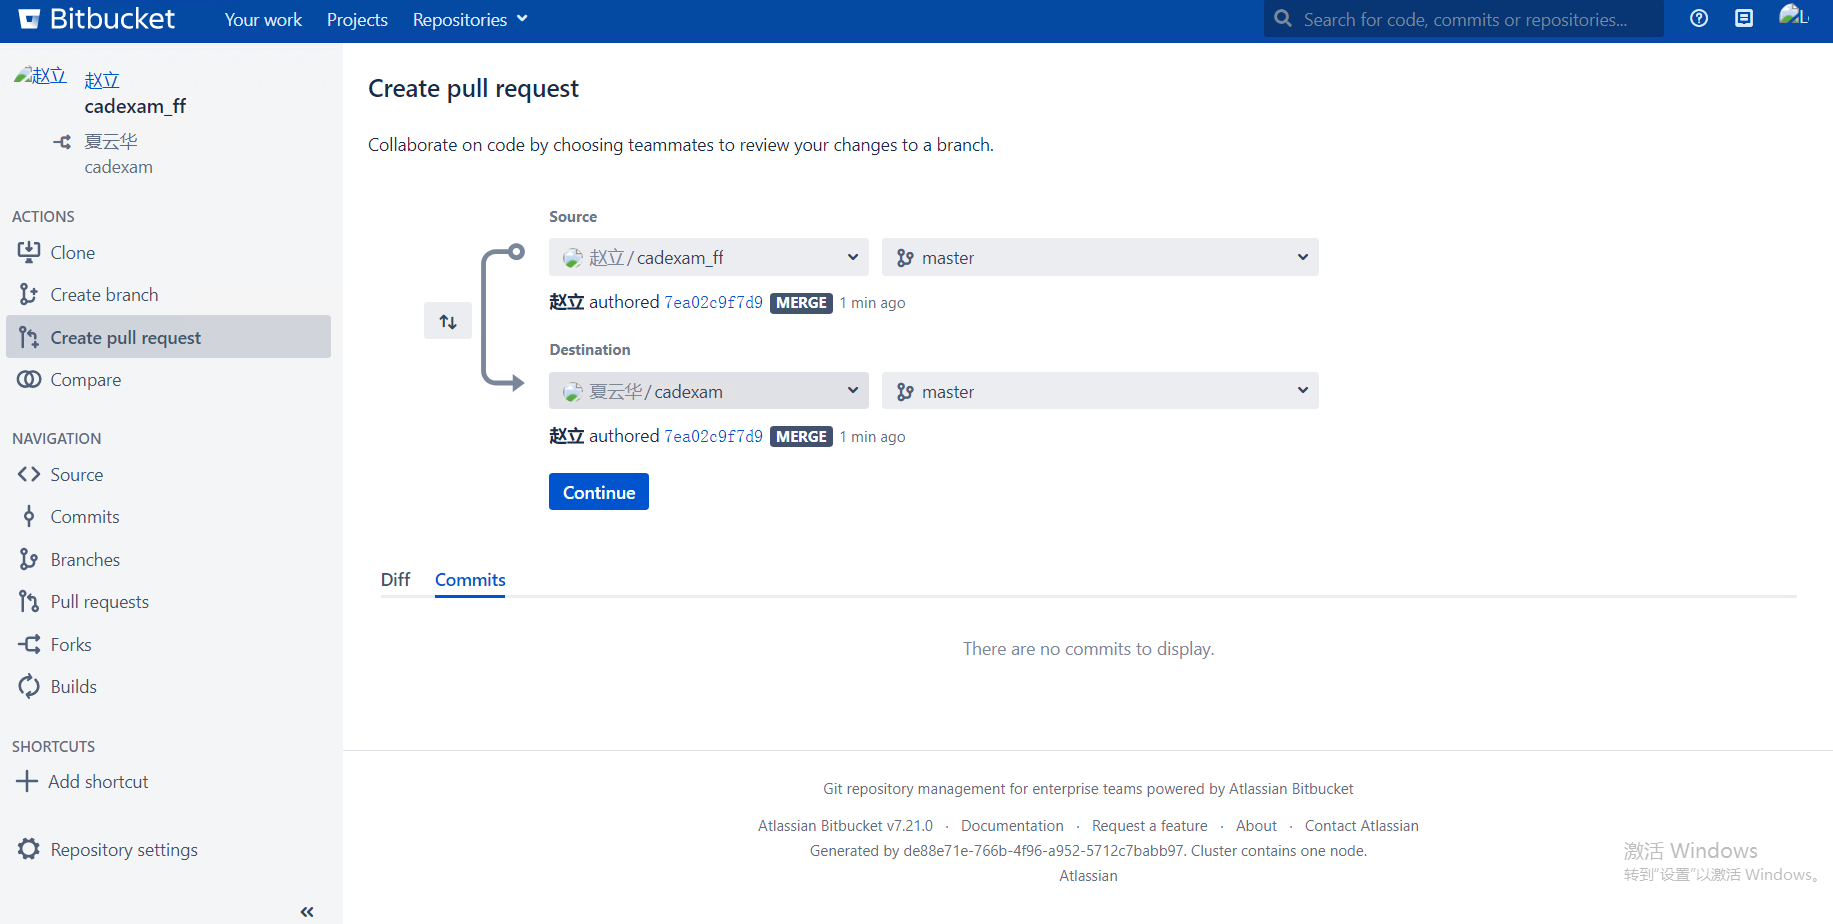 Bitbucket Your work Projects Repositories Search for code, commits or repositories...
赵立 赵立
cadexam_ff
夏云华
cadexam
ACTIONS
Clone
Create branch
Create pull request
Compare
NAVIGATION
Source
Commits
Branches
Pull requests
Forks
Builds
SHORTCUTS
Add shortcut
Repository settings
Create pull request
Collaborate on code by choosing teammates to review your changes to a branch.
Source
赵立/cadexam_ff master
赵立 authored 7ea02c9f7d9 MERGE 1 min ago
Destination
夏云华/cadexam master
赵立 authored 7ea02c9f7d9 MERGE 1 min ago
Continue
Diff Commits
There are no commits to display.
Git repository management for enterprise teams powered by Atlassian Bitbucket
Atlassian Bitbucket v7.21.0 · Documentation · Request a feature · About · Contact Atlassian
Generated by de88e71e-766b-4f96-a952-5712c7babb97. Cluster contains one node.
Atlassian
激活 Windows
转到"设置"以激活 Windows。